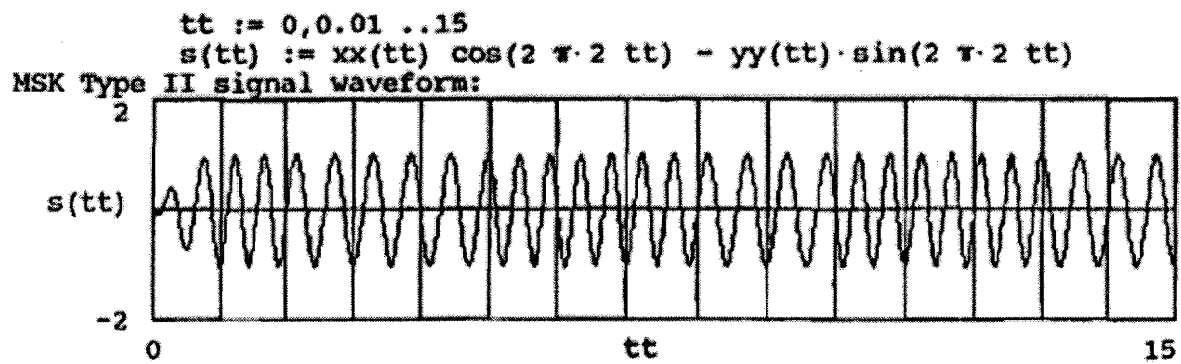 tt := 0,0.01 ..15
s(tt) := xx(tt) cos(2 π·2 tt) - yy(tt)·sin(2 π·2 tt)
MSK Type II signal waveform:
2
s(tt)
-2
0 tt 15